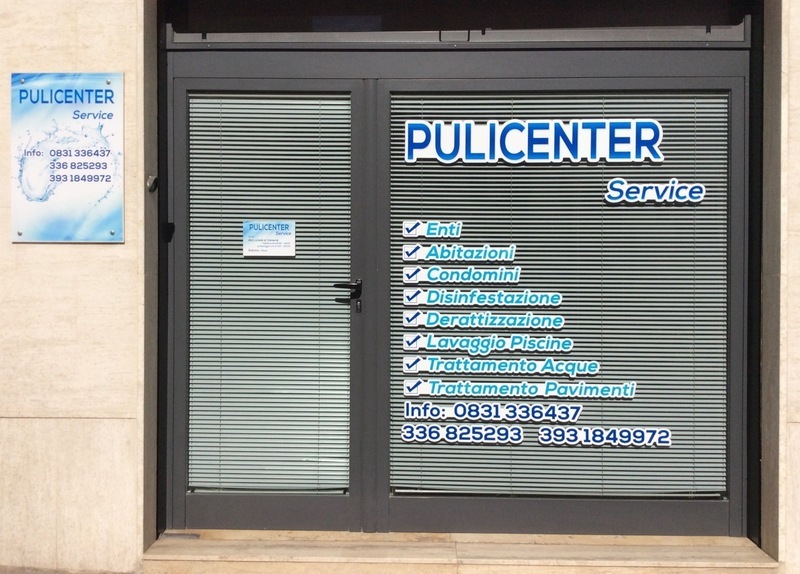 PULICENTER
Service
Info: 0831 336437
336 825293
393 1849972
PULICENTER
Service
PULICENTER
Service
Enti
Abitazioni
Condomini
Disinfestazione
Derattizzazione
Lavaggio Piscine
Trattamento Acque
Trattamento Pavimenti
Info: 0831 336437
336 825293 393 1849972